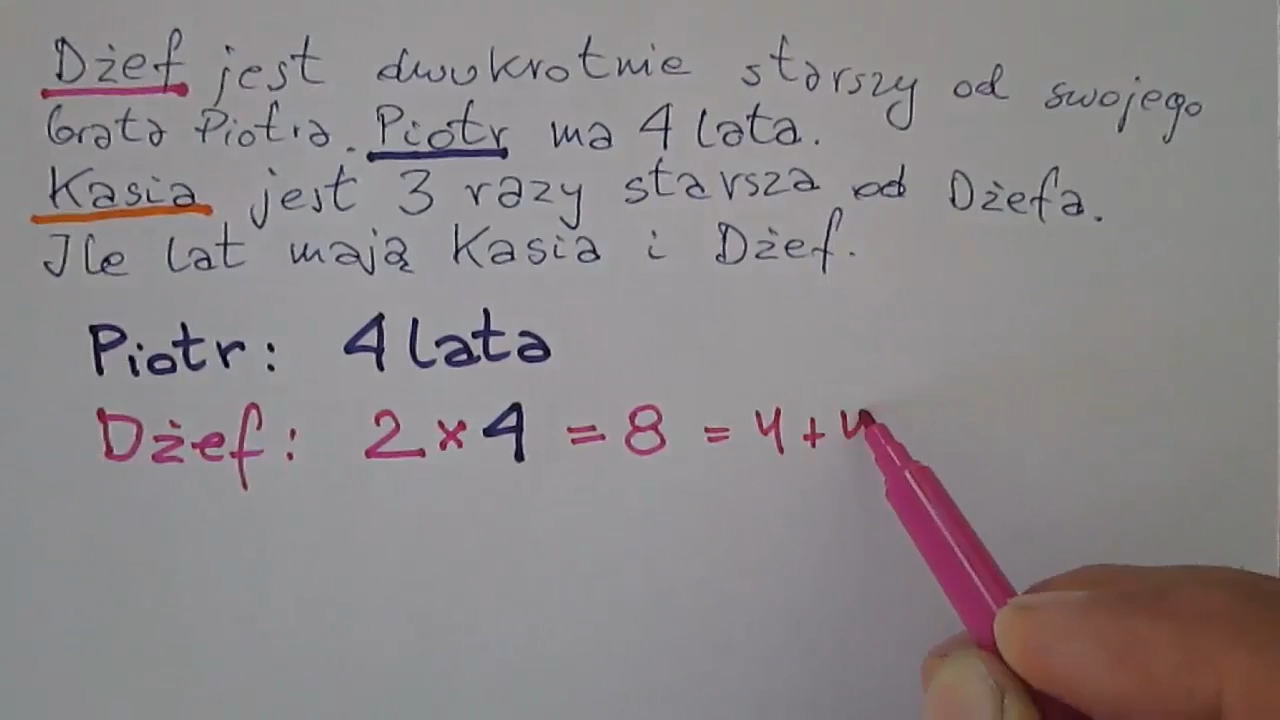 Dżef jest dwukrotnie starszy od swojego
brata Piotra. Piotr ma 4 lata.
Kasia jest 3 razy starsza od Dżefa.
Ile lat mają Kasia i Dżef.
Piotr: 4 lata
Dżef: 2 × 4 = 8 = 4 + 4